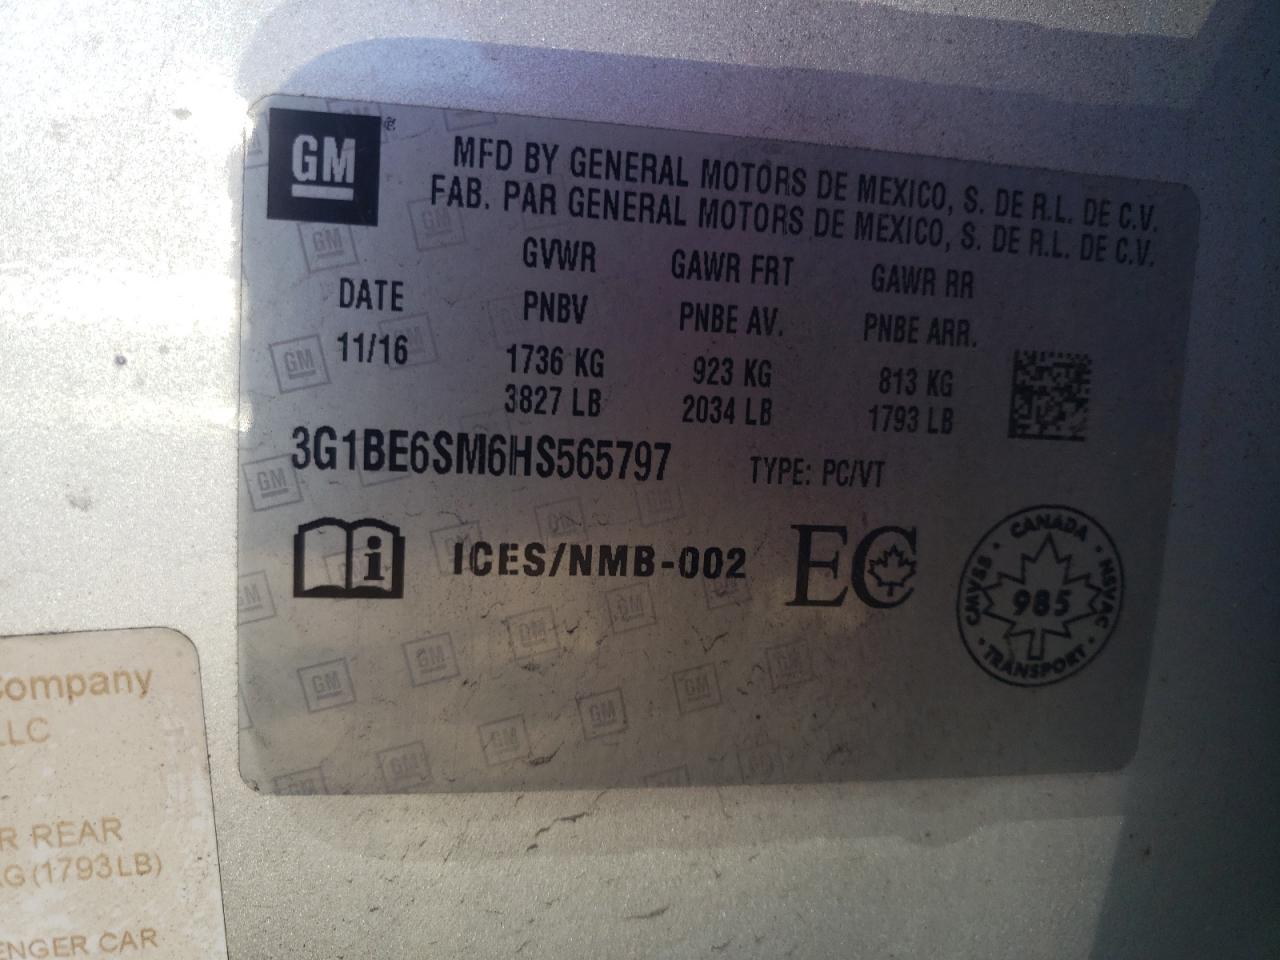 GM
MFD BY GENERAL MOTORS DE MEXICO, S. DE R.L. DE C.V.
FAB. PAR GENERAL MOTORS DE MEXICO, S. DE R.L. DE C.V.
GVWR GAWR FRT GAWR RR
DATE PNBV PNBE AV. PNBE ARR.
11/16 1736 KG 923 KG 813 KG
3827 LB 2034 LB 1793 LB
3G1BE6SM6HS565797 TYPE: PC/VT
i ICES/NMB-002 EC
CANADA
CMVSS 985 NSVAC
TRANSPORT
Company
LLC
R REAR
G (1793LB)
ENGER CAR